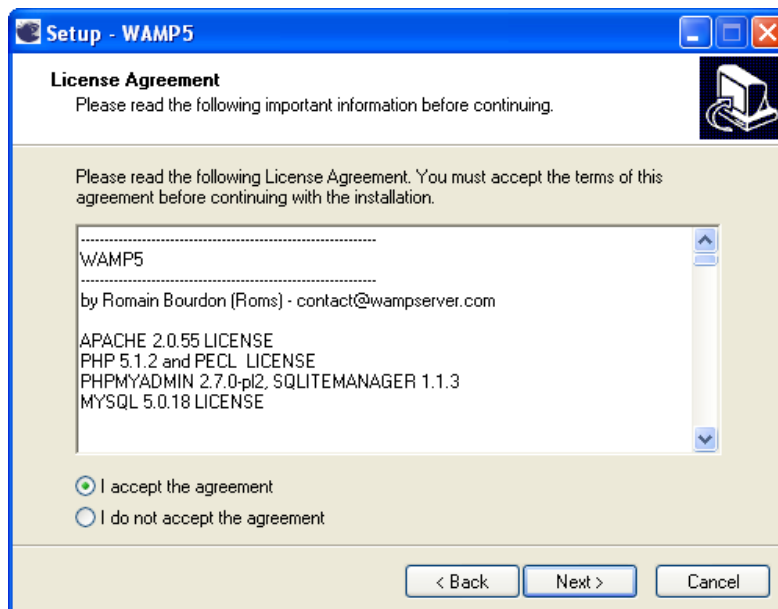 Setup - WAMP5
License Agreement
Please read the following important information before continuing.
Please read the following License Agreement. You must accept the terms of this
agreement before continuing with the installation.
----------------------------------------------------------------
WAMP5
----------------------------------------------------------------
by Romain Bourdon (Roms) - contact@wampserver.com
APACHE 2.0.55 LICENSE
PHP 5.1.2 and PECL  LICENSE
PHPMYADMIN 2.7.0-pl2, SQLITEMANAGER 1.1.3
MYSQL 5.0.18 LICENSE
I accept the agreement
I do not accept the agreement
< Back
Next >
Cancel